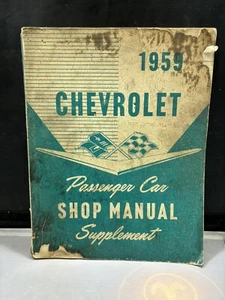 1959
CHEVROLET
Passenger Car
SHOP MANUAL
Supplement